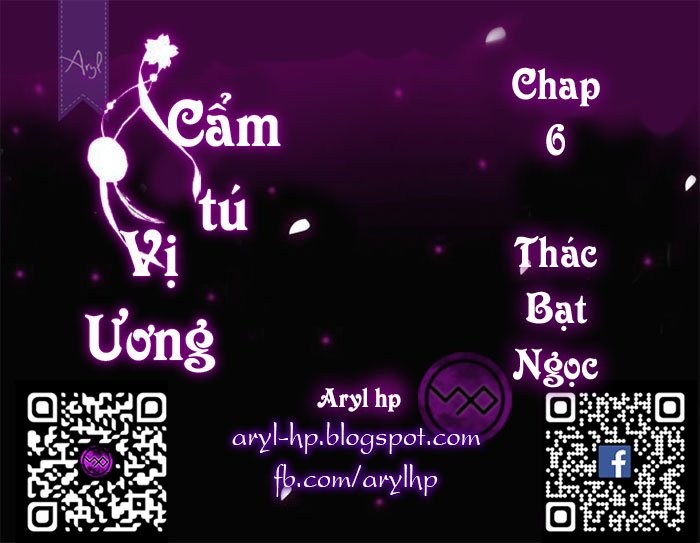 Aryl
Cẩm
tú
Vị
Ương
Chap
6
Thác
Bạt
Ngọc
Aryl hp
aryl-hp.blogspot.com
fb.com/arylhp